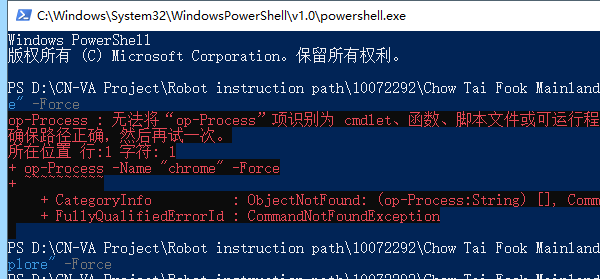 C:\Windows\System32\WindowsPowerShell\v1.0\powershell.exe
Windows PowerShell
版权所有 (C) Microsoft Corporation。保留所有权利。
PS D:\CN-VA Project\Robot instruction path\10072292\Chow Tai Fook Mainland
e" -Force
op-Process : 无法将“op-Process”项识别为 cmdlet、函数、脚本文件或可运行程
确保路径正确，然后再试一次。
所在位置 行:1 字符: 1
+ op-Process -Name "chrome" -Force
+ ~~~~~~~~~~
+ CategoryInfo : ObjectNotFound: (op-Process:String) [], Comm
+ FullyQualifiedErrorId : CommandNotFoundException
PS D:\CN-VA Project\Robot instruction path\10072292\Chow Tai Fook Mainland
plore" -Force